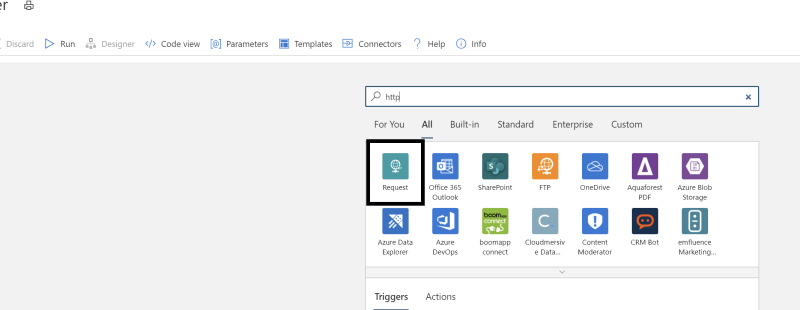 er
Discard Run Designer Code view Parameters Templates Connectors Help Info
http
For You All Built-in Standard Enterprise Custom
Request Office 365 Outlook SharePoint FTP OneDrive Aquaforest PDF Azure Blob Storage
Azure Data Explorer Azure DevOps boomapp connect Cloudmersiv e Data... Content Moderator CRM Bot emfluence Marketing...
Triggers Actions